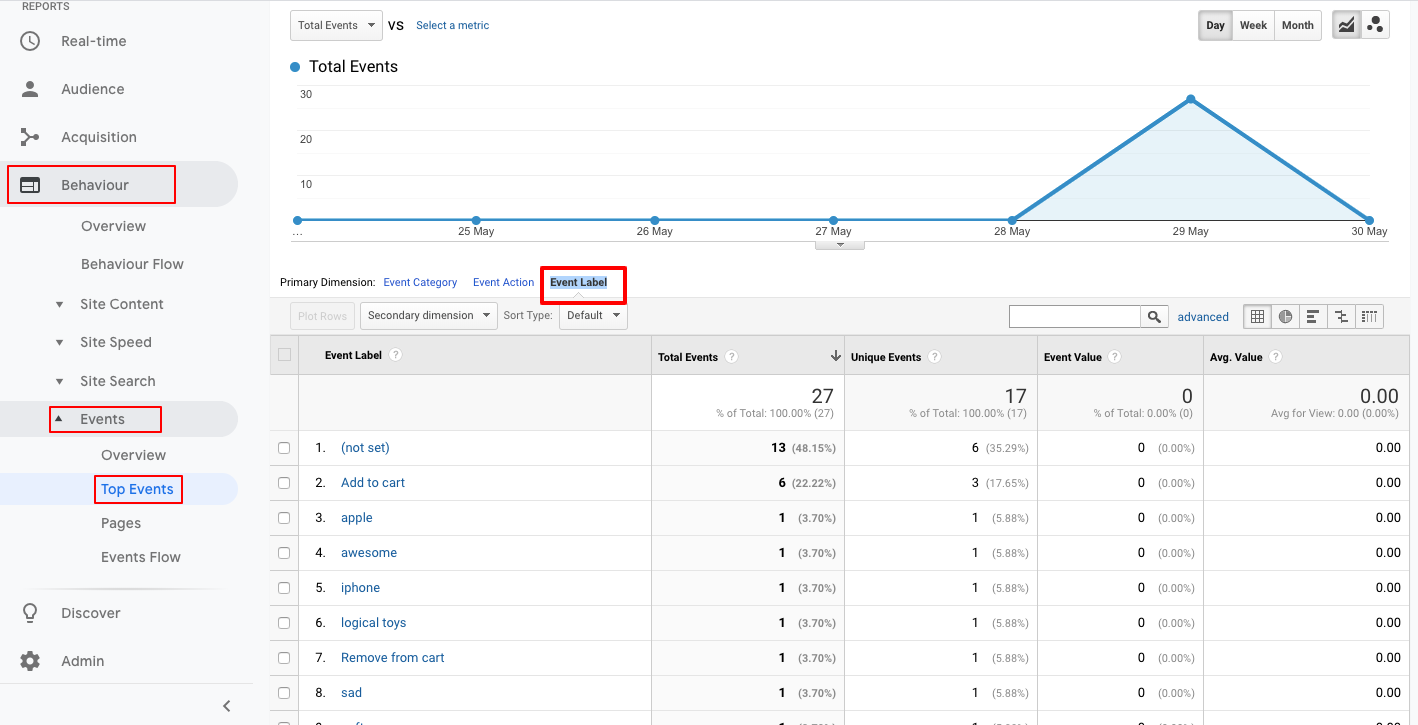 REPORTS
Real-time
Audience
Acquisition
Behaviour
Overview
Behaviour Flow
Site Content
Site Speed
Site Search
Events
Overview
Top Events
Pages
Events Flow
Discover
Admin
Total Events VS Select a metric
Day Week Month
Total Events
30
20
10
... 25 May 26 May 27 May 28 May 29 May 30 May
Primary Dimension: Event Category Event Action Event Label
Plot Rows Secondary dimension Sort Type: Default advanced
Event Label ? Total Events ? Unique Events ? Event Value ? Avg. Value ?
27 17 0 0.00
% of Total: 100.00% (27) % of Total: 100.00% (17) % of Total: 0.00% (0) Avg for View: 0.00 (0.00%)
1. (not set) 13 (48.15%) 6 (35.29%) 0 (0.00%) 0.00
2. Add to cart 6 (22.22%) 3 (17.65%) 0 (0.00%) 0.00
3. apple 1 (3.70%) 1 (5.88%) 0 (0.00%) 0.00
4. awesome 1 (3.70%) 1 (5.88%) 0 (0.00%) 0.00
5. iphone 1 (3.70%) 1 (5.88%) 0 (0.00%) 0.00
6. logical toys 1 (3.70%) 1 (5.88%) 0 (0.00%) 0.00
7. Remove from cart 1 (3.70%) 1 (5.88%) 0 (0.00%) 0.00
8. sad 1 (3.70%) 1 (5.88%) 0 (0.00%) 0.00